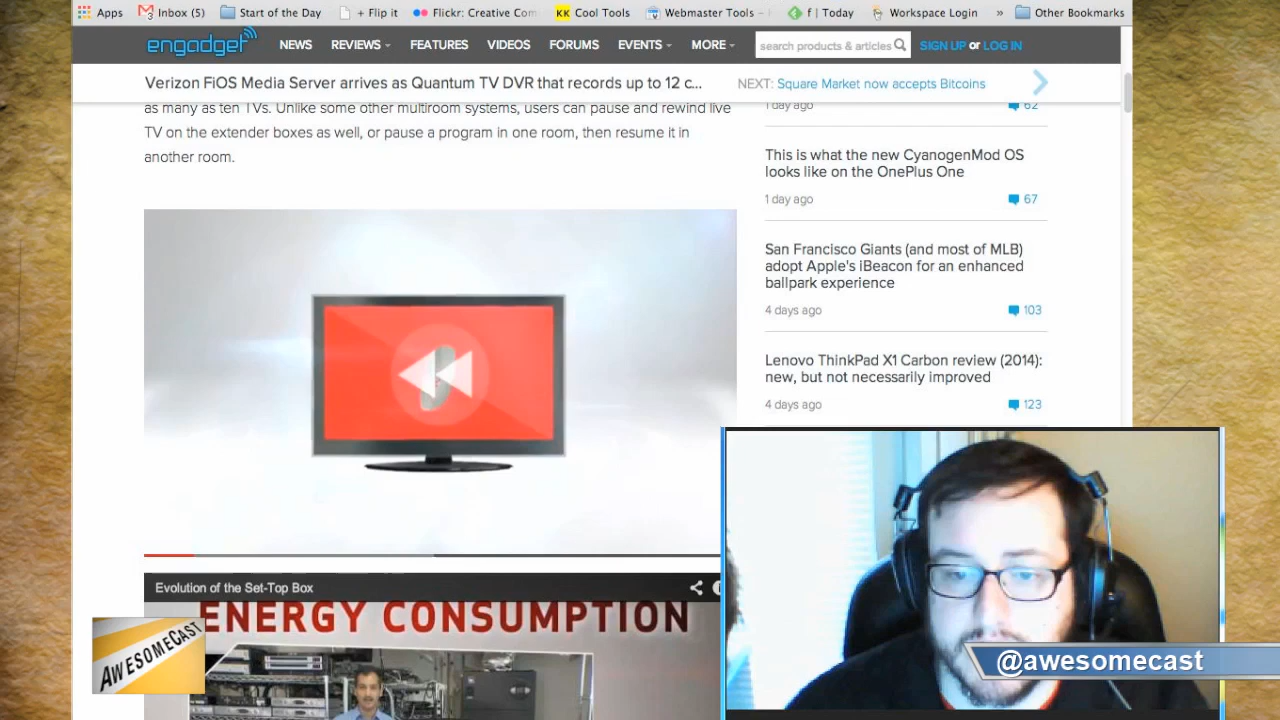 Apps Inbox (5) Start of the Day + Flip it Flickr: Creative Com KK Cool Tools Webmaster Tools - f | Today Workspace Login » Other Bookmarks
engadget NEWS REVIEWS FEATURES VIDEOS FORUMS EVENTS MORE search products & articles SIGN UP or LOG IN
Verizon FiOS Media Server arrives as Quantum TV DVR that records up to 12 c...
NEXT: Square Market now accepts Bitcoins
as many as ten TVs. Unlike some other multiroom systems, users can pause and rewind live
TV on the extender boxes as well, or pause a program in one room, then resume it in
another room.
1 day ago 62
This is what the new CyanogenMod OS
looks like on the OnePlus One
1 day ago 67
San Francisco Giants (and most of MLB)
adopt Apple's iBeacon for an enhanced
ballpark experience
4 days ago 103
Lenovo ThinkPad X1 Carbon review (2014):
new, but not necessarily improved
4 days ago 123
Evolution of the Set-Top Box
ENERGY CONSUMPTION
AWESOMECAST
@awesomecast